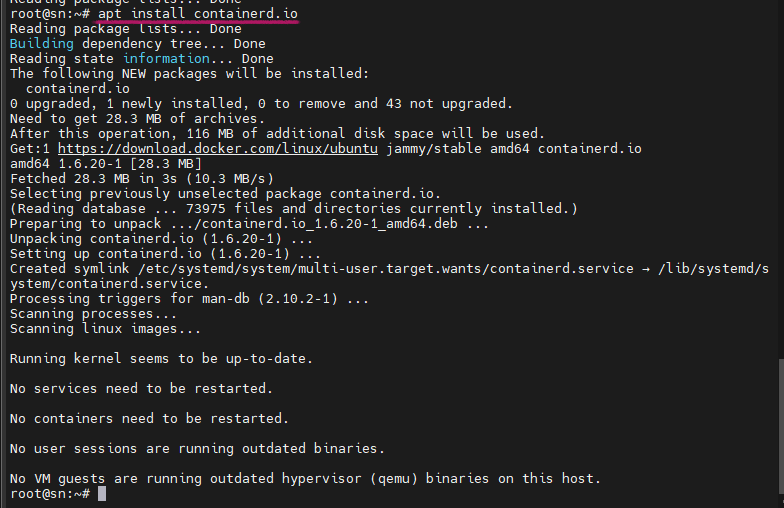 Reading package lists... Done
root@sn:~# apt install containerd.io
Reading package lists... Done
Building dependency tree... Done
Reading state information... Done
The following NEW packages will be installed:
  containerd.io
0 upgraded, 1 newly installed, 0 to remove and 43 not upgraded.
Need to get 28.3 MB of archives.
After this operation, 116 MB of additional disk space will be used.
Get:1 https://download.docker.com/linux/ubuntu jammy/stable amd64 containerd.io
amd64 1.6.20-1 [28.3 MB]
Fetched 28.3 MB in 3s (10.3 MB/s)
Selecting previously unselected package containerd.io.
(Reading database ... 73975 files and directories currently installed.)
Preparing to unpack .../containerd.io_1.6.20-1_amd64.deb ...
Unpacking containerd.io (1.6.20-1) ...
Setting up containerd.io (1.6.20-1) ...
Created symlink /etc/systemd/system/multi-user.target.wants/containerd.service → /lib/systemd/s
ystem/containerd.service.
Processing triggers for man-db (2.10.2-1) ...
Scanning processes...
Scanning linux images...
Running kernel seems to be up-to-date.
No services need to be restarted.
No containers need to be restarted.
No user sessions are running outdated binaries.
No VM guests are running outdated hypervisor (qemu) binaries on this host.
root@sn:~#